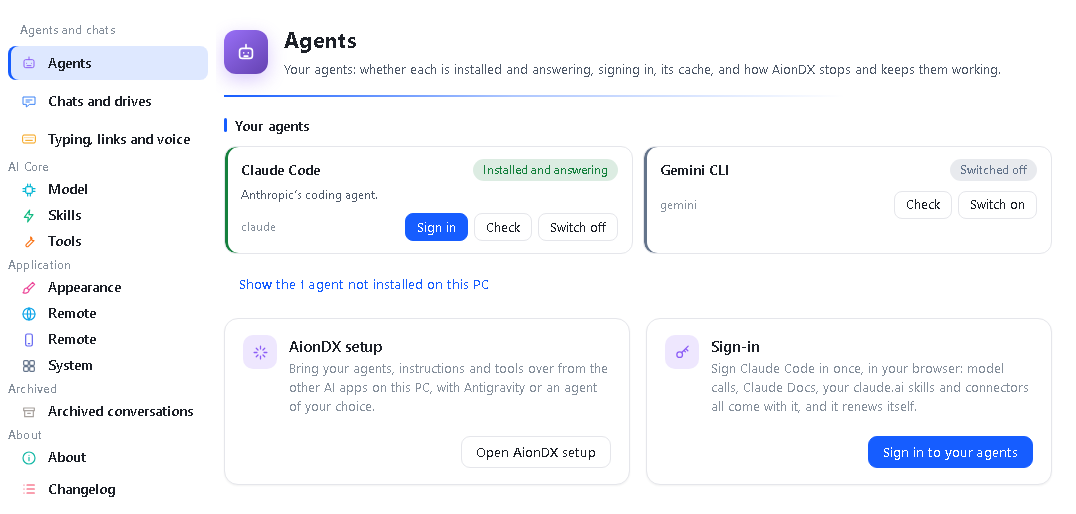 Agents and chats
Agents
Chats and drives
Typing, links and voice
AI Core
Model
Skills
Tools
Application
Appearance
Remote
Remote
System
Archived
Archived conversations
About
About
Changelog
Agents
Your agents: whether each is installed and answering, signing in, its cache, and how AionDX stops and keeps them working.
Your agents
Claude Code
Installed and answering
Anthropic's coding agent.
claude
Sign in
Check
Switch off
Gemini CLI
Switched off
gemini
Check
Switch on
Show the 1 agent not installed on this PC
AionDX setup
Bring your agents, instructions and tools over from the
other AI apps on this PC, with Antigravity or an agent
of your choice.
Open AionDX setup
Sign-in
Sign Claude Code in once, in your browser: model
calls, Claude Docs, your claude.ai skills and connectors
all come with it, and it renews itself.
Sign in to your agents